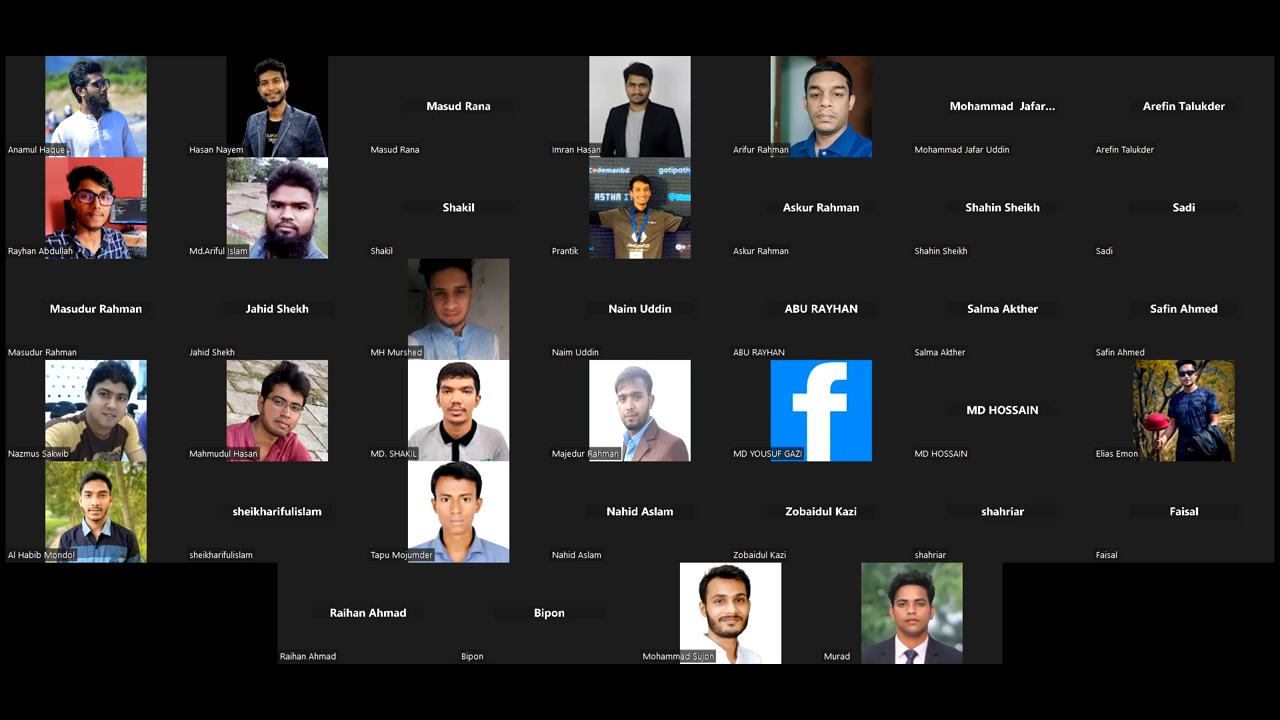 Anamul Haque
Hasan Nayem
Masud Rana
Masud Rana
Imran Hasan
Arifur Rahman
Mohammad Jafar...
Mohammad Jafar Uddin
Arefin Talukder
Arefin Talukder
Rayhan Abdullah
Md.Ariful Islam
Shakil
Shakil
demanbd
gotipath
ASTHA IT
Prantik
Askur Rahman
Askur Rahman
Shahin Sheikh
Shahin Sheikh
Sadi
Sadi
Masudur Rahman
Masudur Rahman
Jahid Shekh
Jahid Shekh
MH Murshed
Naim Uddin
Naim Uddin
ABU RAYHAN
ABU RAYHAN
Salma Akther
Salma Akther
Safin Ahmed
Safin Ahmed
Nazmus Sakwib
Mahmudul Hasan
MD. SHAKIL
Majedur Rahman
f
MD YOUSUF GAZI
MD HOSSAIN
MD HOSSAIN
Elias Emon
Al Habib Mondol
sheikharifulislam
sheikharifulislam
Tapu Mojumder
Nahid Aslam
Nahid Aslam
Zobaidul Kazi
Zobaidul Kazi
shahriar
shahriar
Faisal
Faisal
Raihan Ahmad
Raihan Ahmad
Bipon
Bipon
Mohammad Sujon
Murad